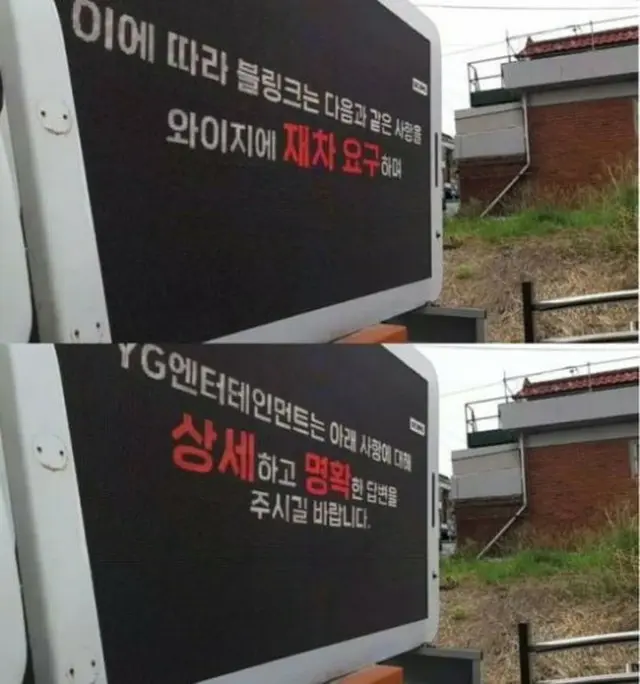 이에 따라 블링크는 다음과 같은 사항을
와이지에 재차 요구하며
YG엔터테인먼트는 아래 사항에 대해
상세하고 명확한 답변을
주시길 바랍니다.